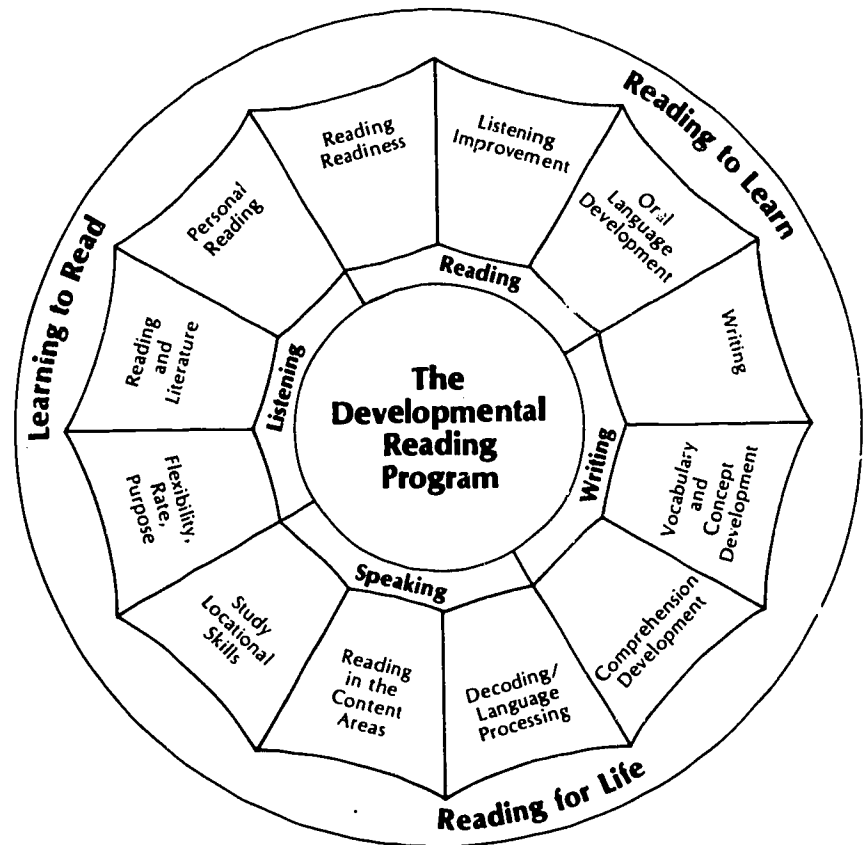 Reading to Learn
Learning to Read
Reading for Life
Reading
Readiness
Listening
Improvement
Oral
Language
Development
Writing
Vocabulary
and
Concept
Development
Comprehension
Development
Decoding/
Language
Processing
Reading
in the
Content
Areas
Study
Locational
Skills
Flexibility,
Rate,
Purpose
Reading
and
Literature
Personal
Reading
Reading
Writing
Speaking
Listening
The
Developmental
Reading
Program